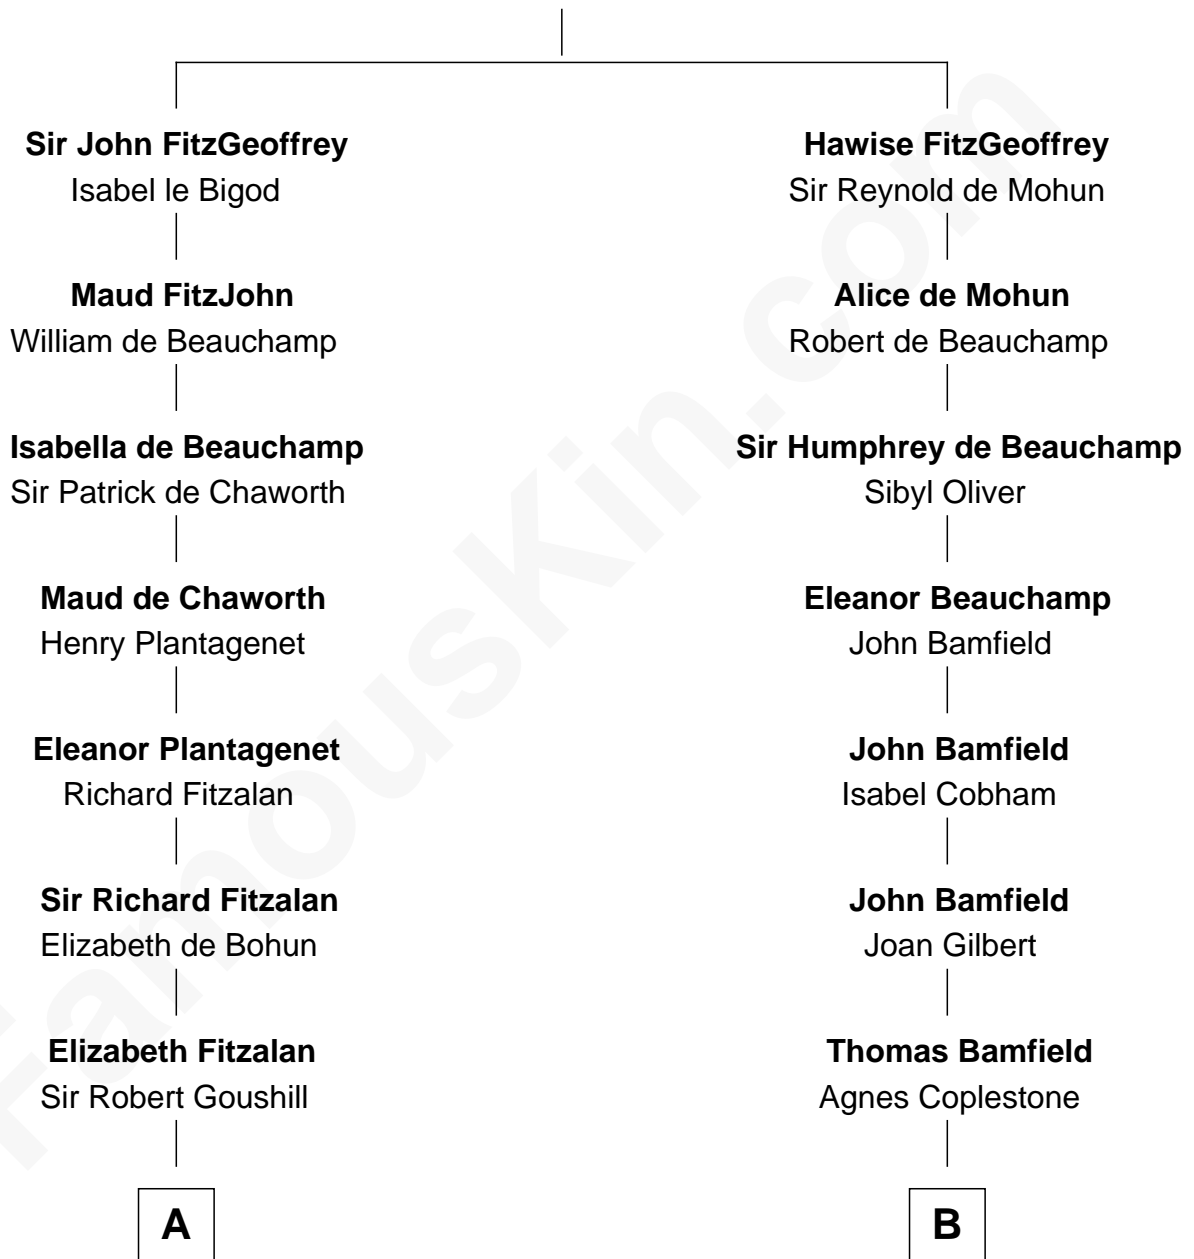 Sir John FitzGeoffrey
Isabel le Bigod
Maud FitzJohn
William de Beauchamp
Isabella de Beauchamp
Sir Patrick de Chaworth
Maud de Chaworth
Henry Plantagenet
Eleanor Plantagenet
Richard Fitzalan
Sir Richard Fitzalan
Elizabeth de Bohun
Elizabeth Fitzalan
Sir Robert Goushill
A
Hawise FitzGeoffrey
Sir Reynold de Mohun
Alice de Mohun
Robert de Beauchamp
Sir Humphrey de Beauchamp
Sibyl Oliver
Eleanor Beauchamp
John Bamfield
John Bamfield
Isabel Cobham
John Bamfield
Joan Gilbert
Thomas Bamfield
Agnes Coplestone
B
FamousKin.com